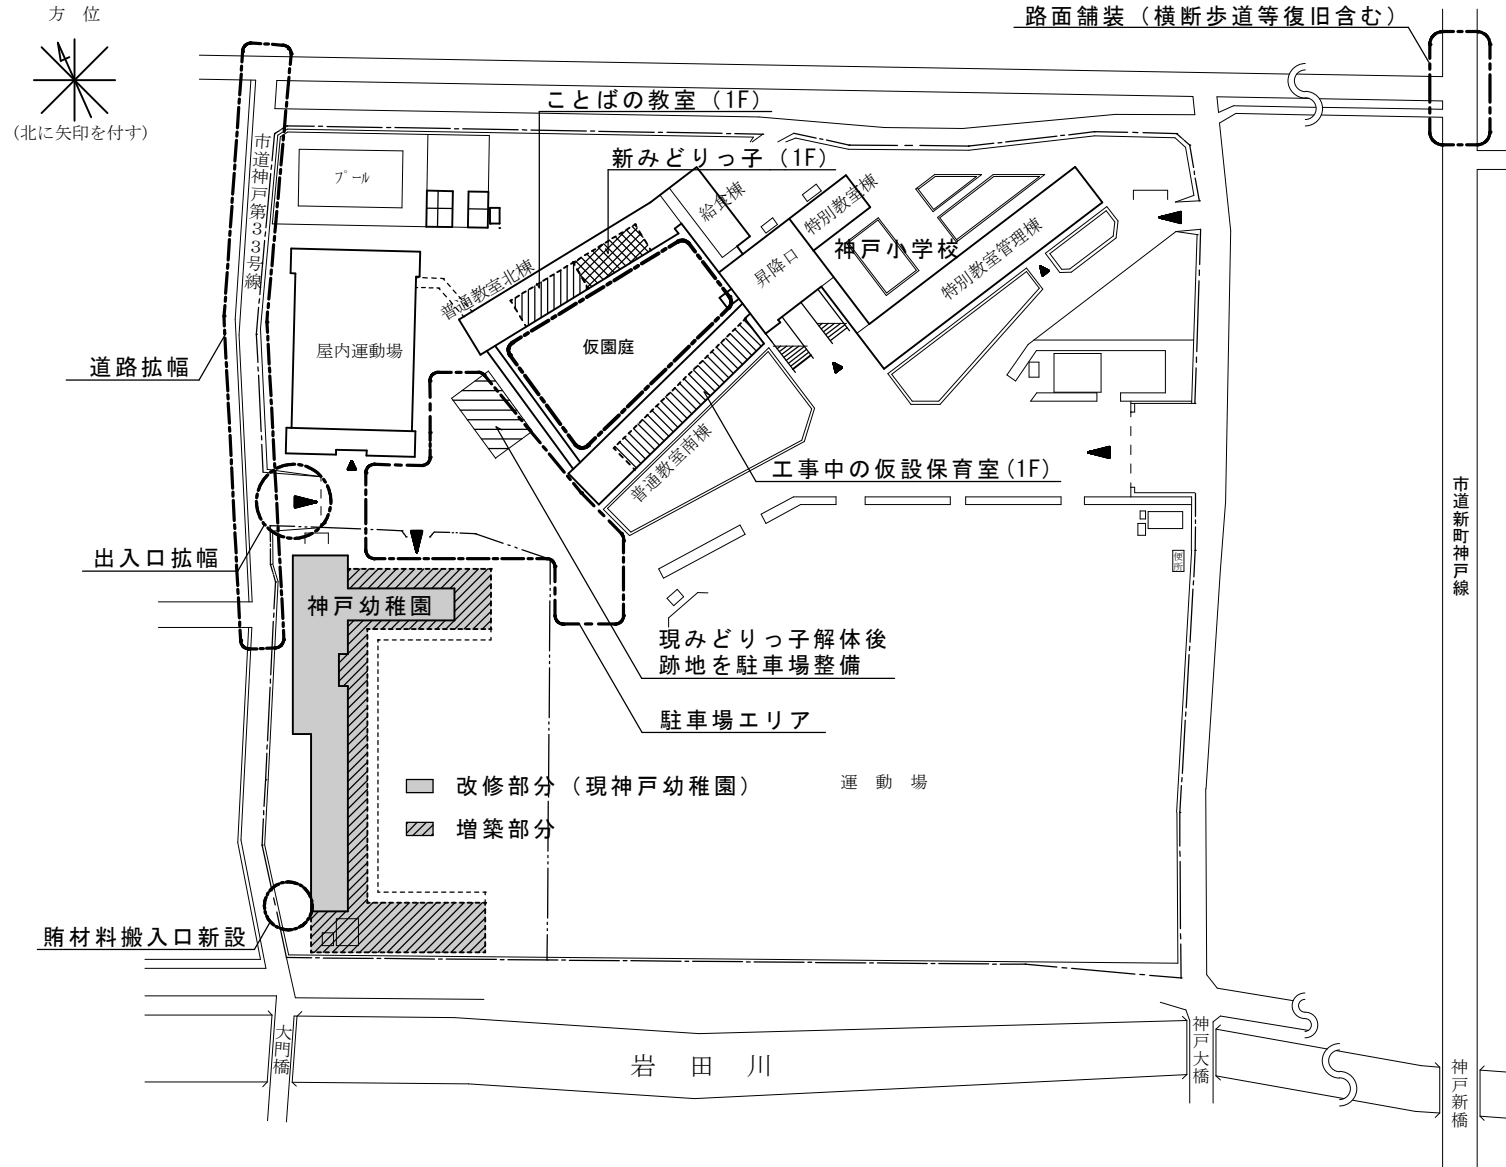 方 位
(北に矢印を付す)
路面舗装（横断歩道等復旧含む）
ことばの教室（1F）
新みどりっ子（1F）
市道神戸第33号線
プール
給食棟
特別教室棟
神戸小学校
昇降口
特別教室管理棟
普通教室北棟
仮園庭
屋内運動場
道路拡幅
普通教室南棟
工事中の仮設保育室(1F)
市道新町神戸線
出入口拡幅
便所
神戸幼稚園
現みどりっ子解体後
跡地を駐車場整備
駐車場エリア
改修部分（現神戸幼稚園）
運 動 場
増築部分
賄材料搬入口新設
大門橋
岩 田 川
神戸大橋
神戸新橋